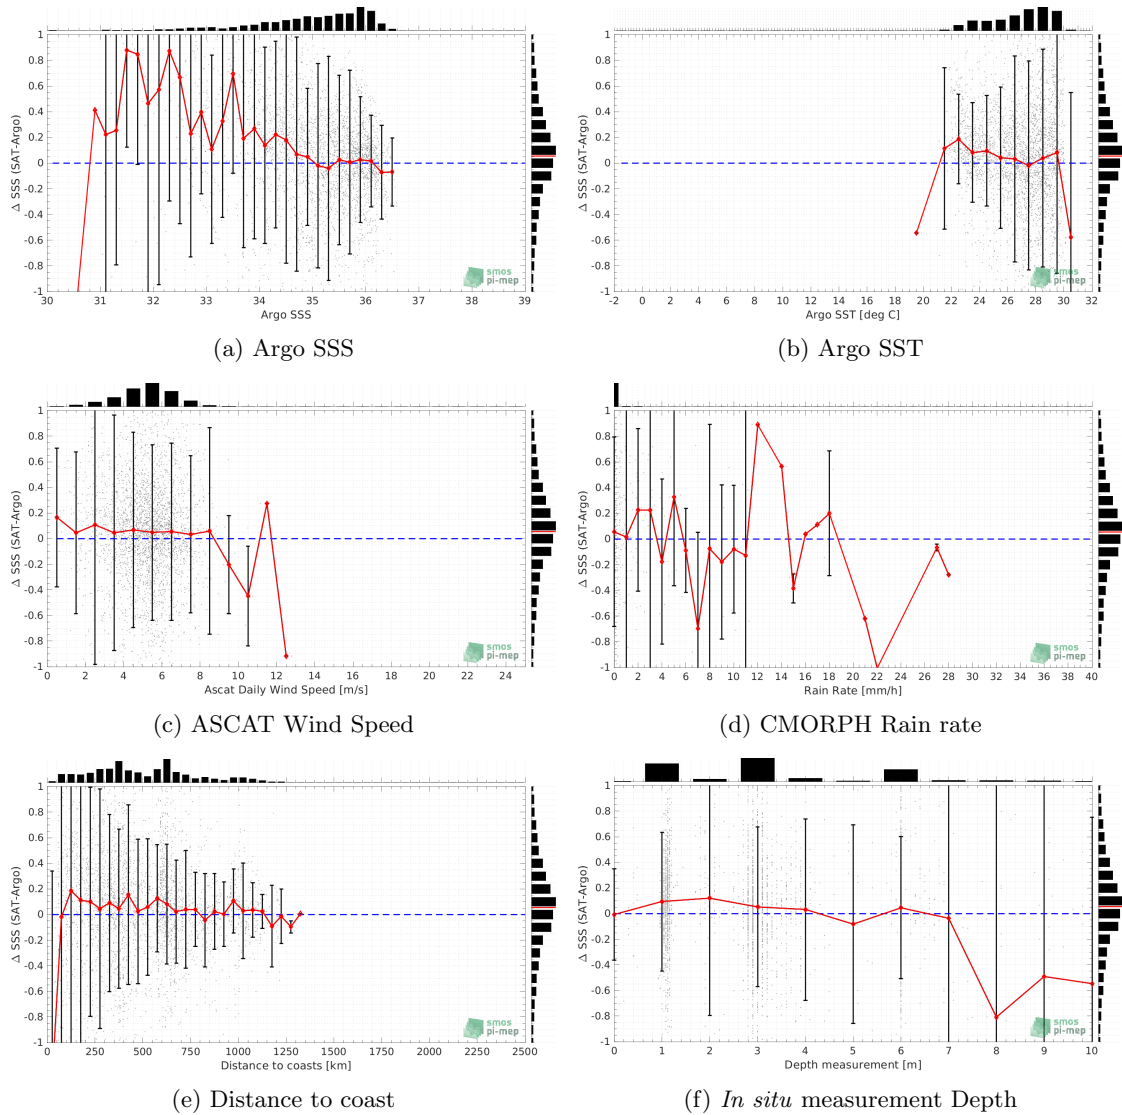 1
0.8
0.6
0.4
0.2
0
-0.2
-0.4
-0.6
-0.8
-1
Δ SSS (SAT-Argo)
30 31 32 33 34 35 36 37 38 39
Argo SSS
smos
pi-mep
(a) Argo SSS
1
0.8
0.6
0.4
0.2
0
-0.2
-0.4
-0.6
-0.8
-1
Δ SSS (SAT-Argo)
-2 0 2 4 6 8 10 12 14 16 18 20 22 24 26 28 30 32
Argo SST [deg C]
smos
pi-mep
(b) Argo SST
1
0.8
0.6
0.4
0.2
0
-0.2
-0.4
-0.6
-0.8
-1
Δ SSS (SAT-Argo)
0 2 4 6 8 10 12 14 16 18 20 22 24
Ascat Daily Wind Speed [m/s]
smos
pi-mep
(c) ASCAT Wind Speed
1
0.8
0.6
0.4
0.2
0
-0.2
-0.4
-0.6
-0.8
-1
Δ SSS (SAT-Argo)
0 2 4 6 8 10 12 14 16 18 20 22 24 26 28 30 32 34 36 38 40
Rain Rate [mm/h]
smos
pi-mep
(d) CMORPH Rain rate
1
0.8
0.6
0.4
0.2
0
-0.2
-0.4
-0.6
-0.8
-1
Δ SSS (SAT-Argo)
0 250 500 750 1000 1250 1500 1750 2000 2250 2500
Distance to coasts [km]
smos
pi-mep
(e) Distance to coast
1
0.8
0.6
0.4
0.2
0
-0.2
-0.4
-0.6
-0.8
-1
Δ SSS (SAT-Argo)
0 1 2 3 4 5 6 7 8 9 10
Depth measurement [m]
smos
pi-mep
(f) In situ measurement Depth